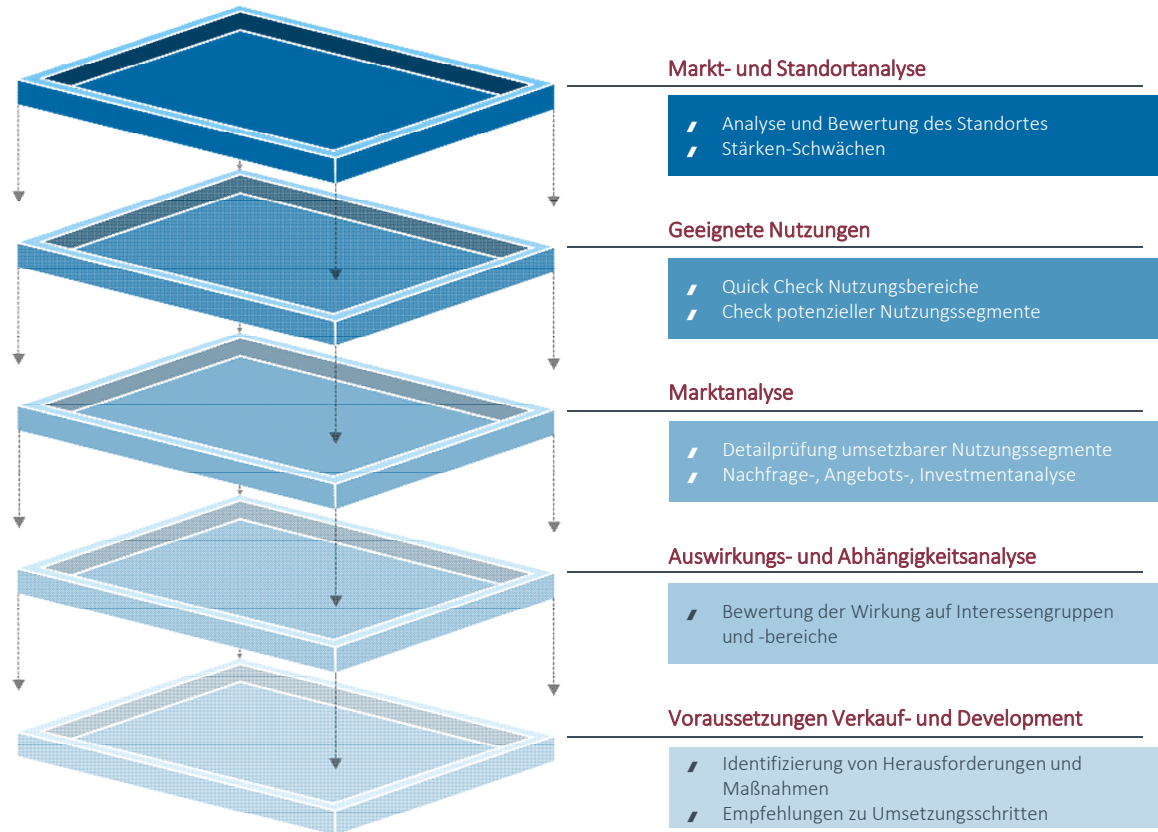 Markt- und Standortanalyse
Analyse und Bewertung des Standortes
Stärken-Schwächen
Geeignete Nutzungen
Quick Check Nutzungsbereiche
Check potenzieller Nutzungssegmente
Marktanalyse
Detailprüfung umsetzbarer Nutzungssegmente
Nachfrage-, Angebots-, Investmentanalyse
Auswirkungs- und Abhängigkeitsanalyse
Bewertung der Wirkung auf Interessengruppen
und -bereiche
Voraussetzungen Verkauf- und Development
Identifizierung von Herausforderungen und
Maßnahmen
Empfehlungen zu Umsetzungsschritten